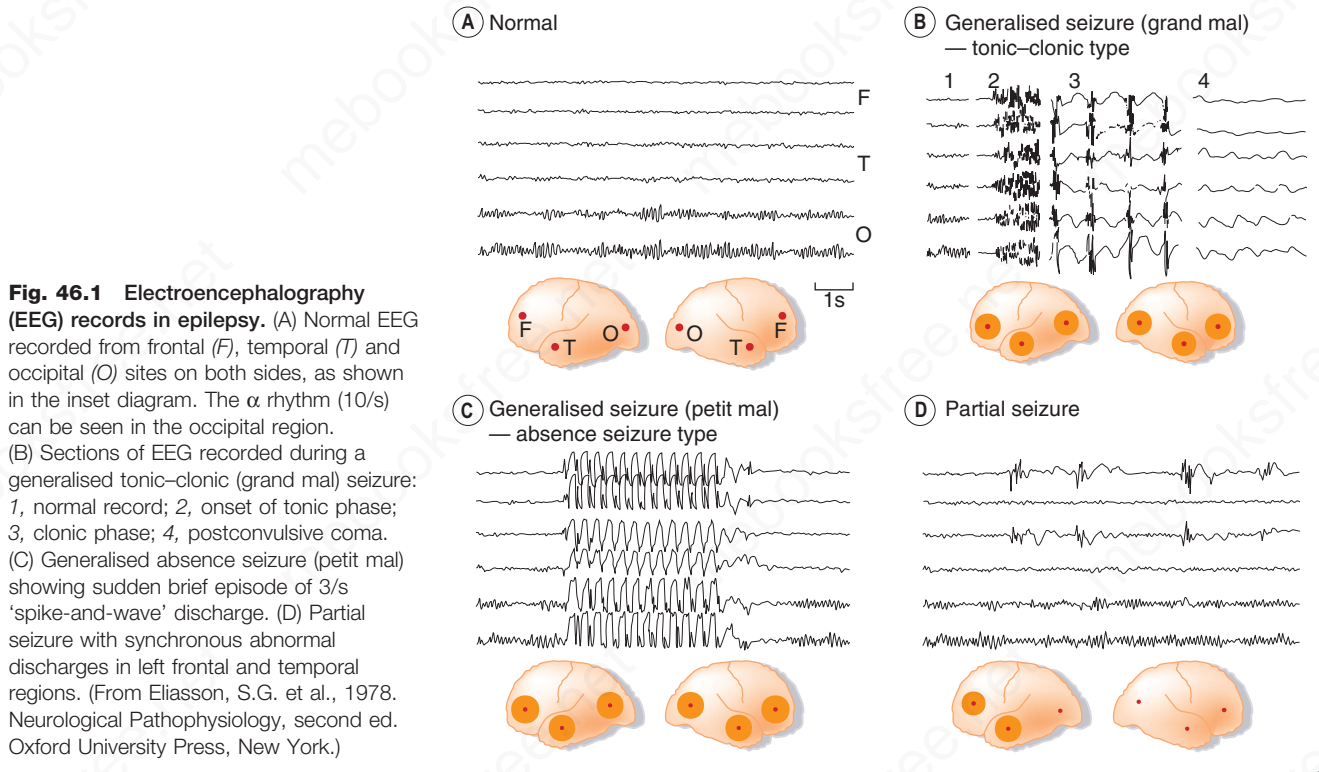 Fig. 46.1 Electroencephalography
(EEG) records in epilepsy. (A) Normal EEG
recorded from frontal (F), temporal (T) and
occipital (O) sites on both sides, as shown
in the inset diagram. The α rhythm (10/s)
can be seen in the occipital region.
(B) Sections of EEG recorded during a
generalised tonic–clonic (grand mal) seizure:
1, normal record; 2, onset of tonic phase;
3, clonic phase; 4, postconvulsive coma.
(C) Generalised absence seizure (petit mal)
showing sudden brief episode of 3/s
‘spike-and-wave’ discharge. (D) Partial
seizure with synchronous abnormal
discharges in left frontal and temporal
regions. (From Eliasson, S.G. et al., 1978.
Neurological Pathophysiology, second ed.
Oxford University Press, New York.)
A Normal
F
T
O
1s
F T O
O T F
B Generalised seizure (grand mal)
— tonic–clonic type
1 2 3 4
C Generalised seizure (petit mal)
— absence seizure type
D Partial seizure
mebooksfree.net